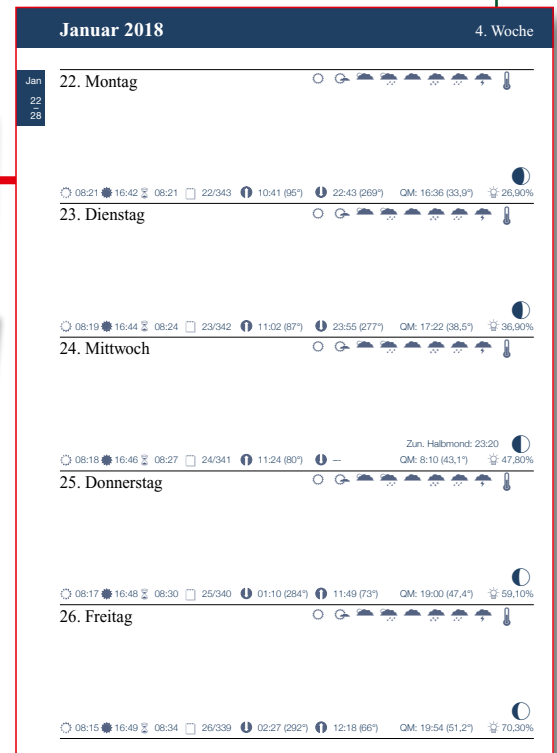 Januar 2018 4. Woche
Jan
22
–
28
22. Montag
08:21 16:42 08:21 22/343 10:41 (95°) 22:43 (269°) QM: 16:36 (33,9°) 26,90%
23. Dienstag
08:19 16:44 08:24 23/342 11:02 (87°) 23:55 (277°) QM: 17:22 (38,5°) 36,90%
24. Mittwoch
Zun. Halbmond: 23:20
08:18 16:46 08:27 24/341 11:24 (80°) --- QM: 8:10 (43,1°) 47,80%
25. Donnerstag
08:17 16:48 08:30 25/340 01:10 (284°) 11:49 (73°) QM: 19:00 (47,4°) 59,10%
26. Freitag
08:15 16:49 08:34 26/339 02:27 (292°) 12:18 (66°) QM: 19:54 (51,2°) 70,30%